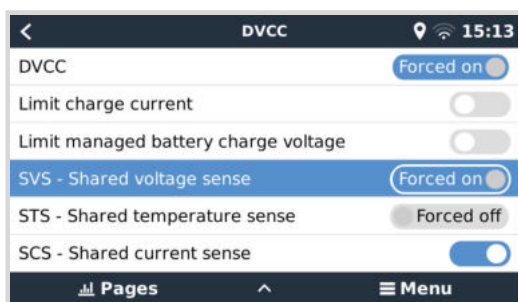 DVCC 15:13
DVCC Forced on
Limit charge current
Limit managed battery charge voltage
SVS - Shared voltage sense Forced on
STS - Shared temperature sense Forced off
SCS - Shared current sense
Pages Menu